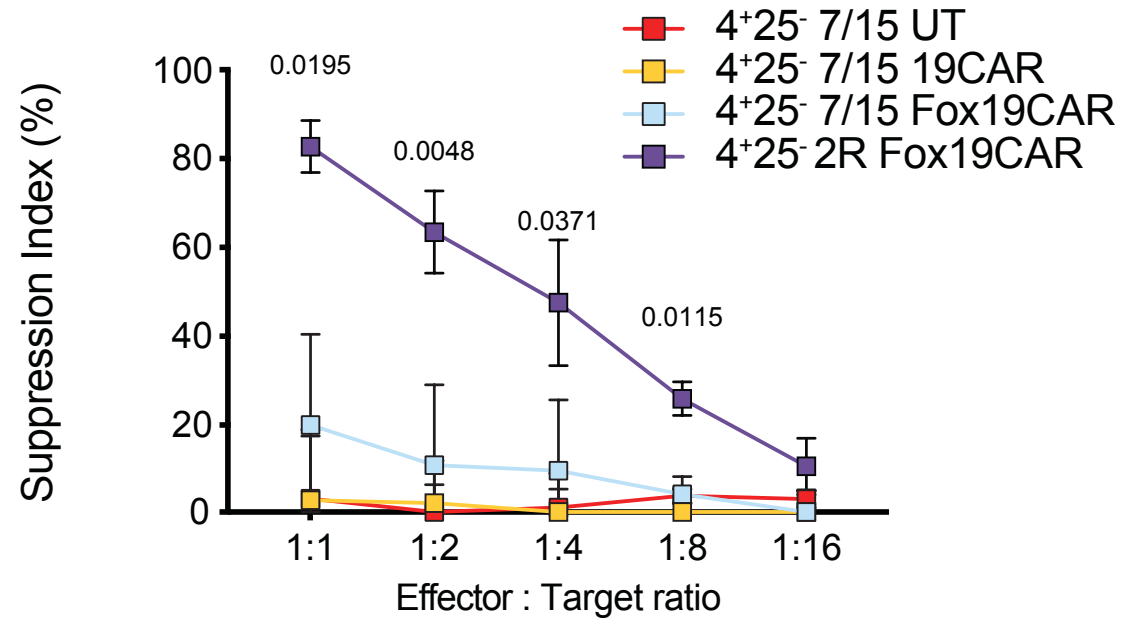 4⁺25⁻ 7/15 UT
4⁺25⁻ 7/15 19CAR
4⁺25⁻ 7/15 Fox19CAR
4⁺25⁻ 2R Fox19CAR
Suppression Index (%)
100
80
60
40
20
0
0.0195
0.0048
0.0371
0.0115
1:1 1:2 1:4 1:8 1:16
Effector : Target ratio